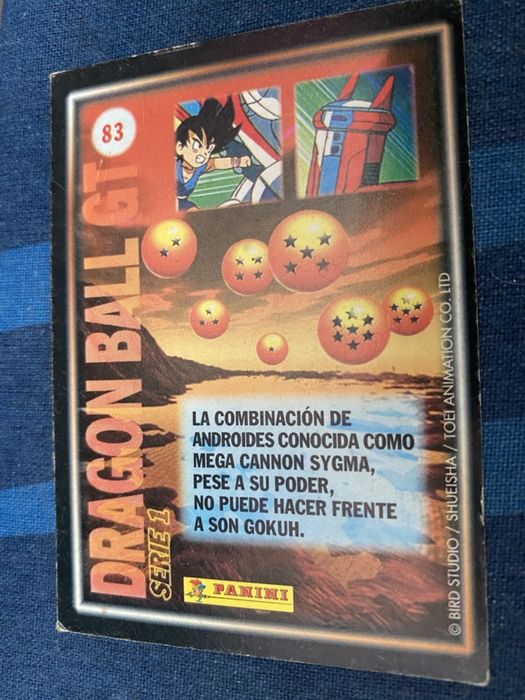 83
DRAGON BALL GT
SERIE 1
LA COMBINACIÓN DE
ANDROIDES CONOCIDA COMO
MEGA CANNON SYGMA,
PESE A SU PODER,
NO PUEDE HACER FRENTE
A SON GOKUH.
PANINI
© BIRD STUDIO / SHUEISHA / TOEI ANIMATION CO. LTD